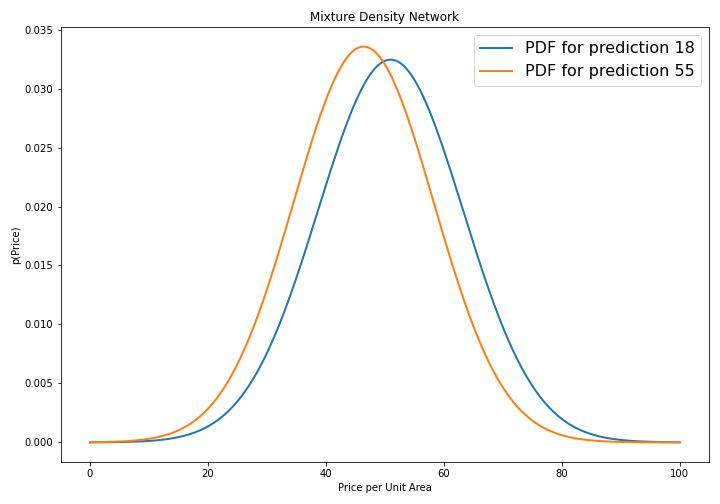 Mixture Density Network
PDF for prediction 18
PDF for prediction 55
p(Price)
0.035
0.030
0.025
0.020
0.015
0.010
0.005
0.000
0
20
40
60
80
100
Price per Unit Area